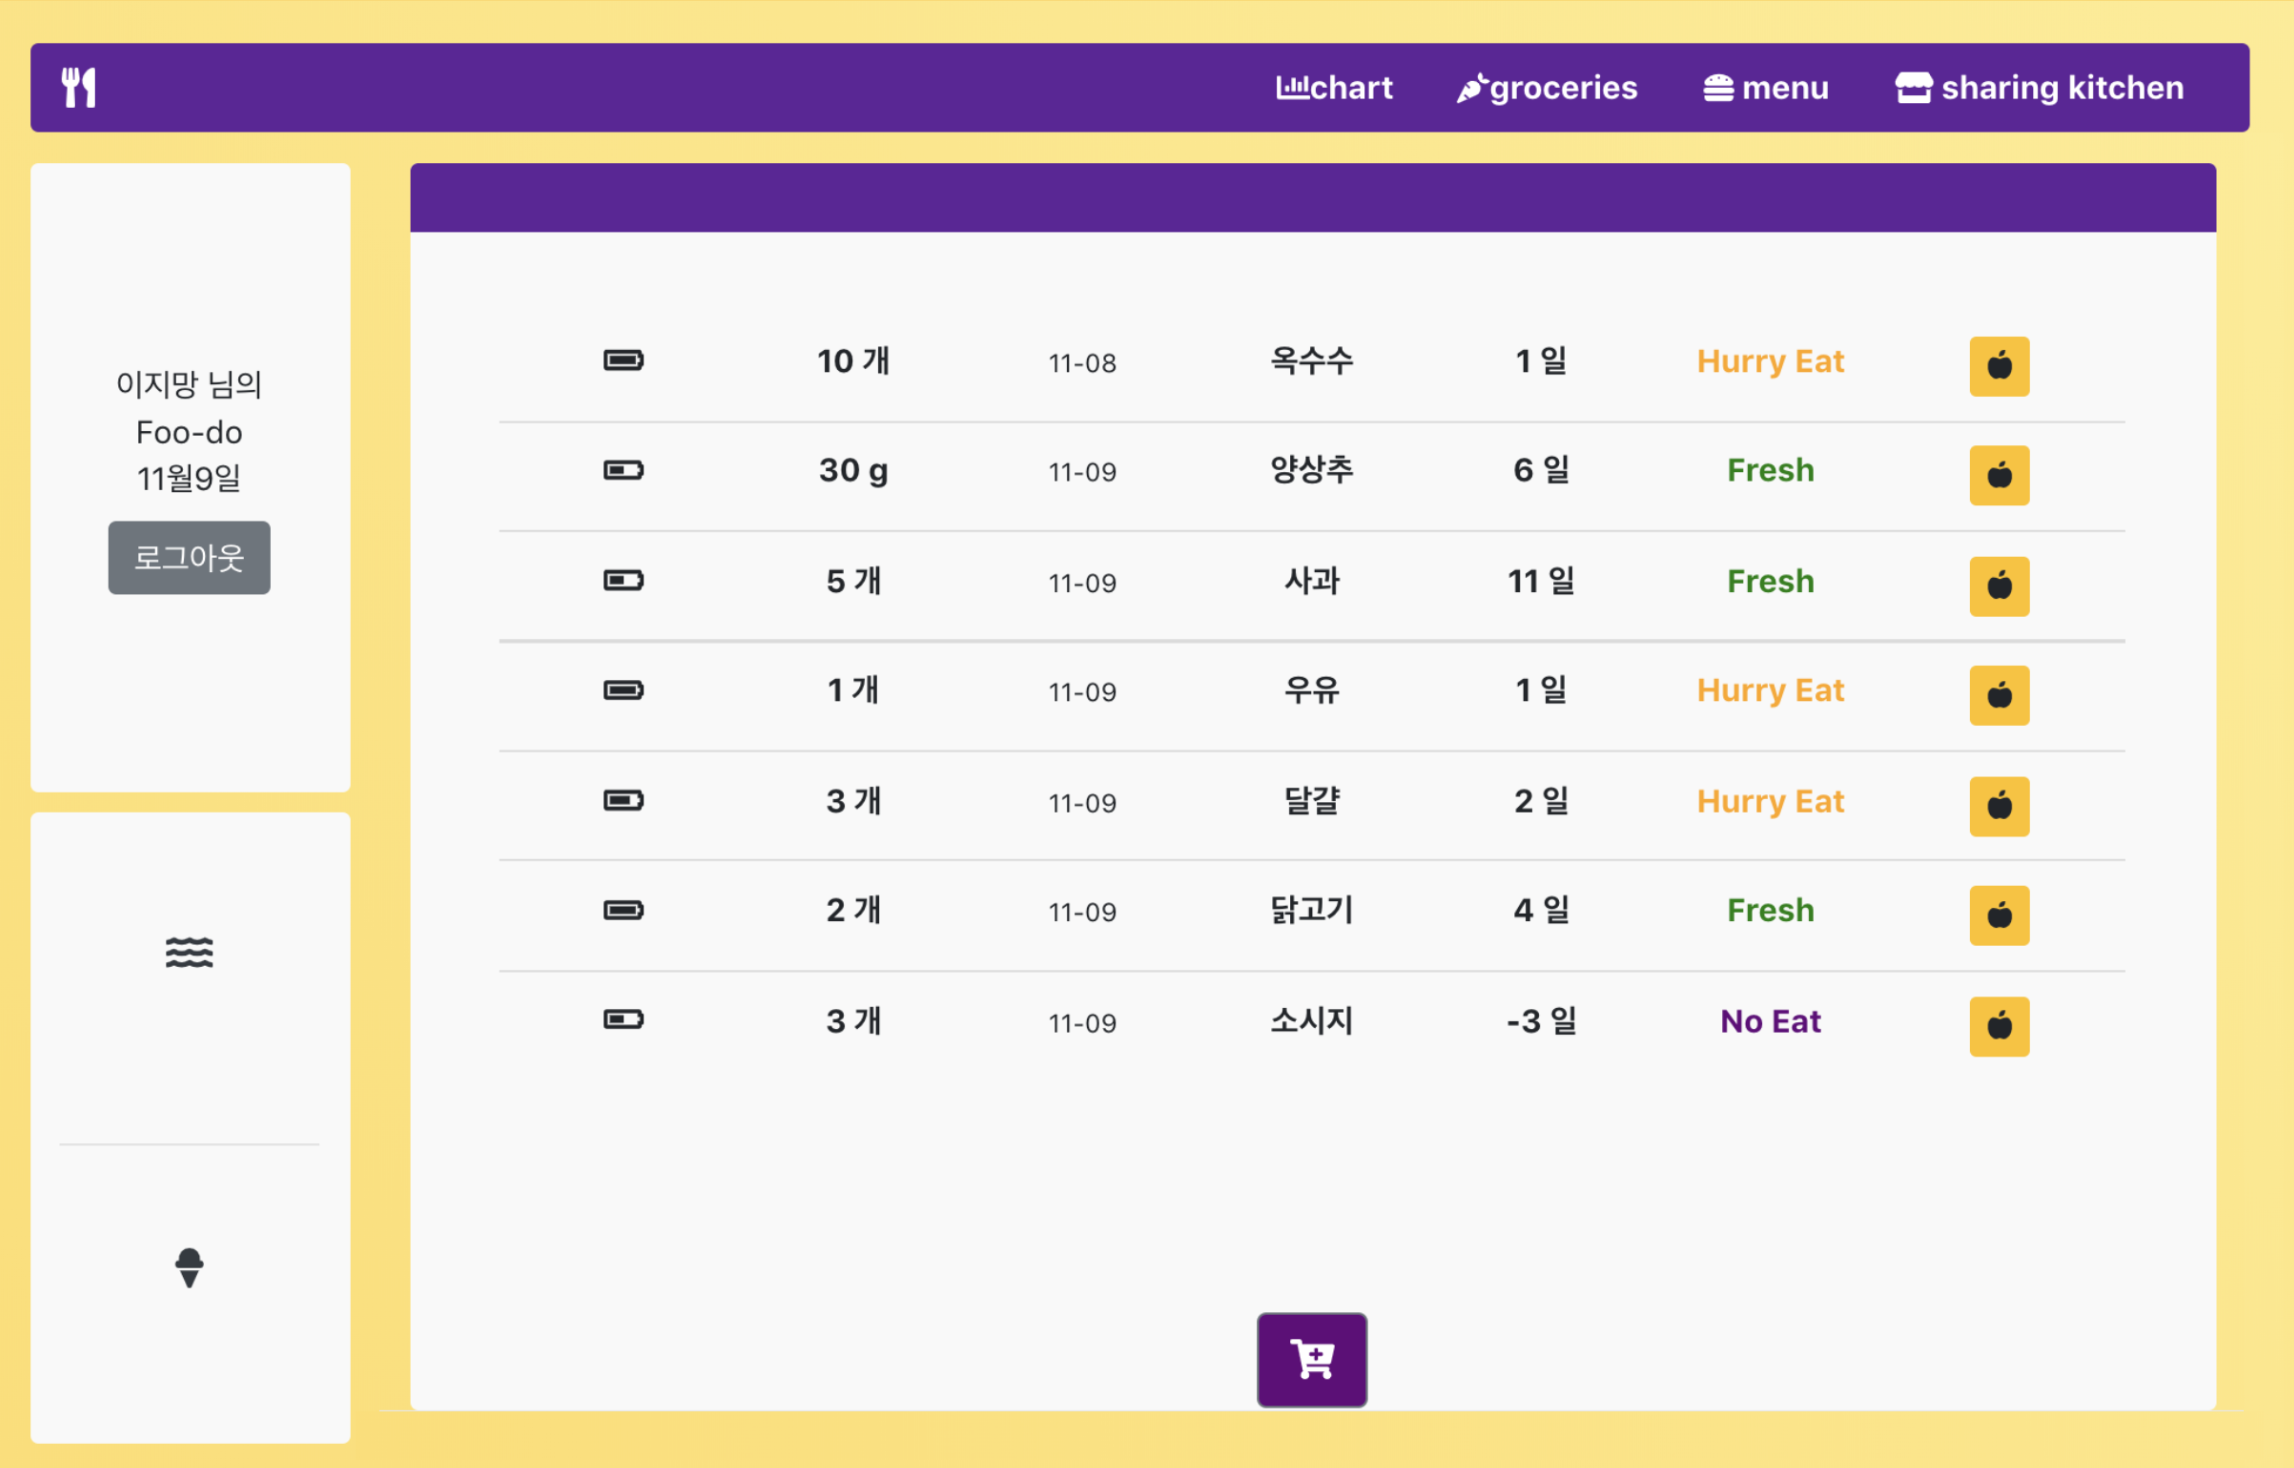 chart groceries menu sharing kitchen
이지망 님의
Foo-do
11월9일
로그아웃
10 개 11-08 옥수수 1 일 Hurry Eat
30 g 11-09 양상추 6 일 Fresh
5 개 11-09 사과 11 일 Fresh
1 개 11-09 우유 1 일 Hurry Eat
3 개 11-09 달걀 2 일 Hurry Eat
2 개 11-09 닭고기 4 일 Fresh
3 개 11-09 소시지 -3 일 No Eat